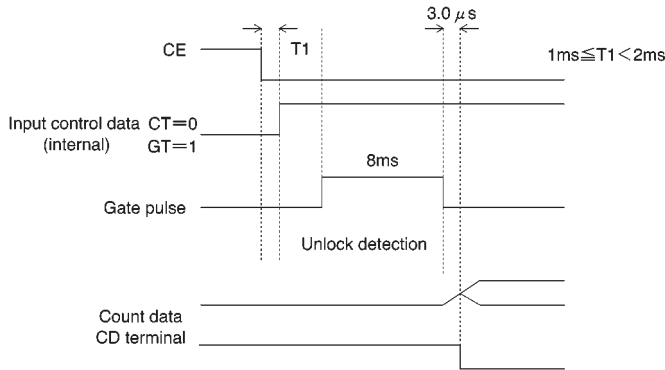 3.0 μs
CE
T1
1ms≦T1<2ms
Input control data CT=0
(internal) GT=1
8ms
Gate pulse
Unlock detection
Count data
CD terminal